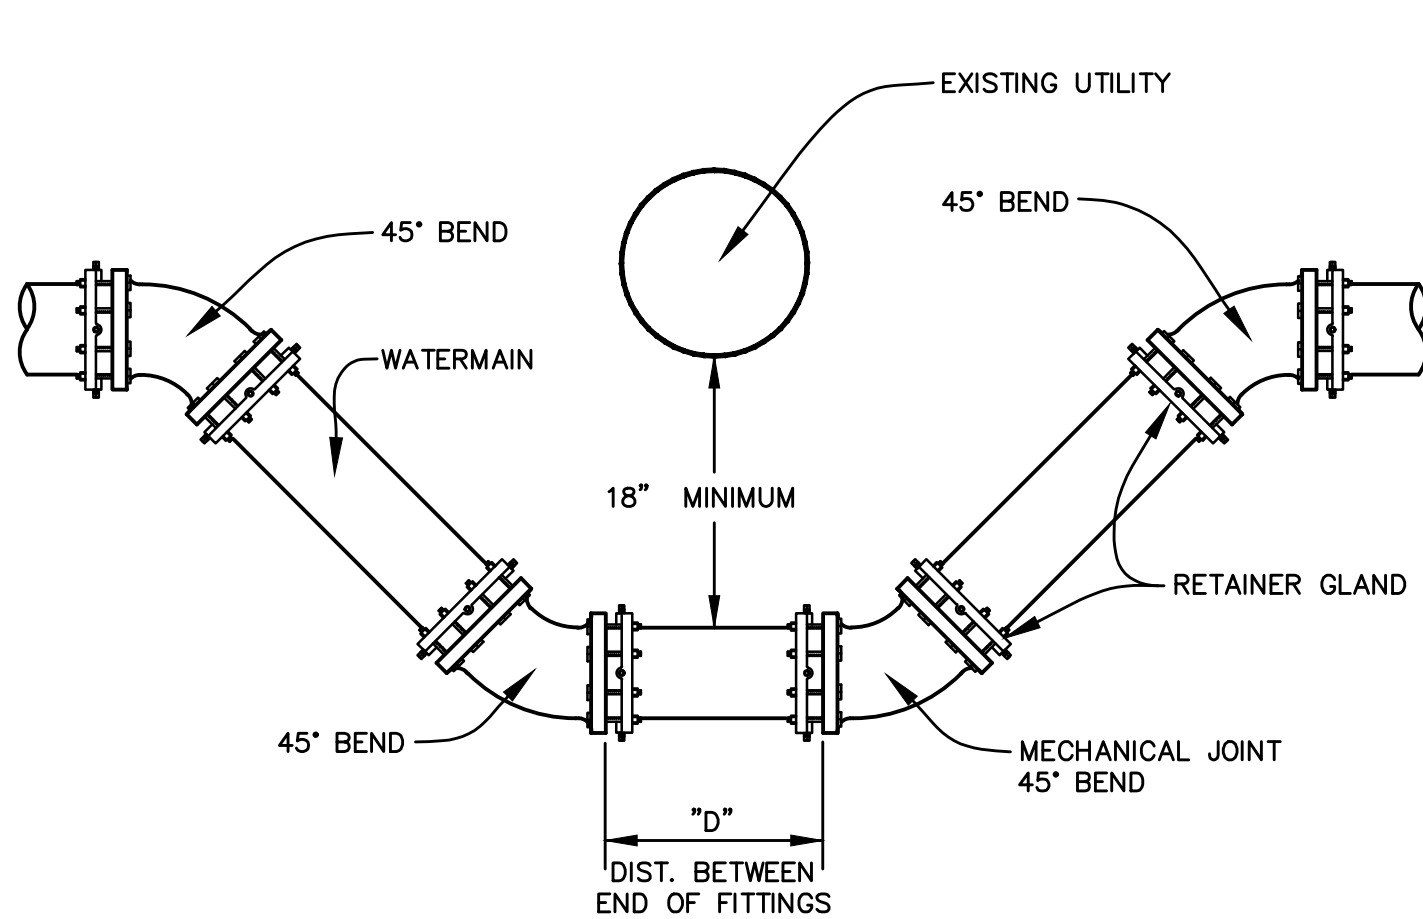 EXISTING UTILITY
45° BEND
45° BEND
WATERMAIN
18" MINIMUM
RETAINER GLAND
45° BEND
MECHANICAL JOINT
45° BEND
"D"
DIST. BETWEEN
END OF FITTINGS